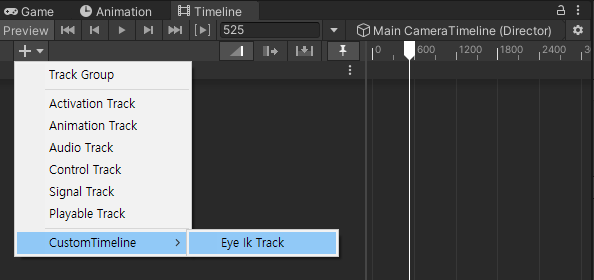 Game Animation Timeline
Preview 525 Main CameraTimeline (Director)
0 600 1200 1800 2400 3
Track Group
Activation Track
Animation Track
Audio Track
Control Track
Signal Track
Playable Track
CustomTimeline Eye Ik Track